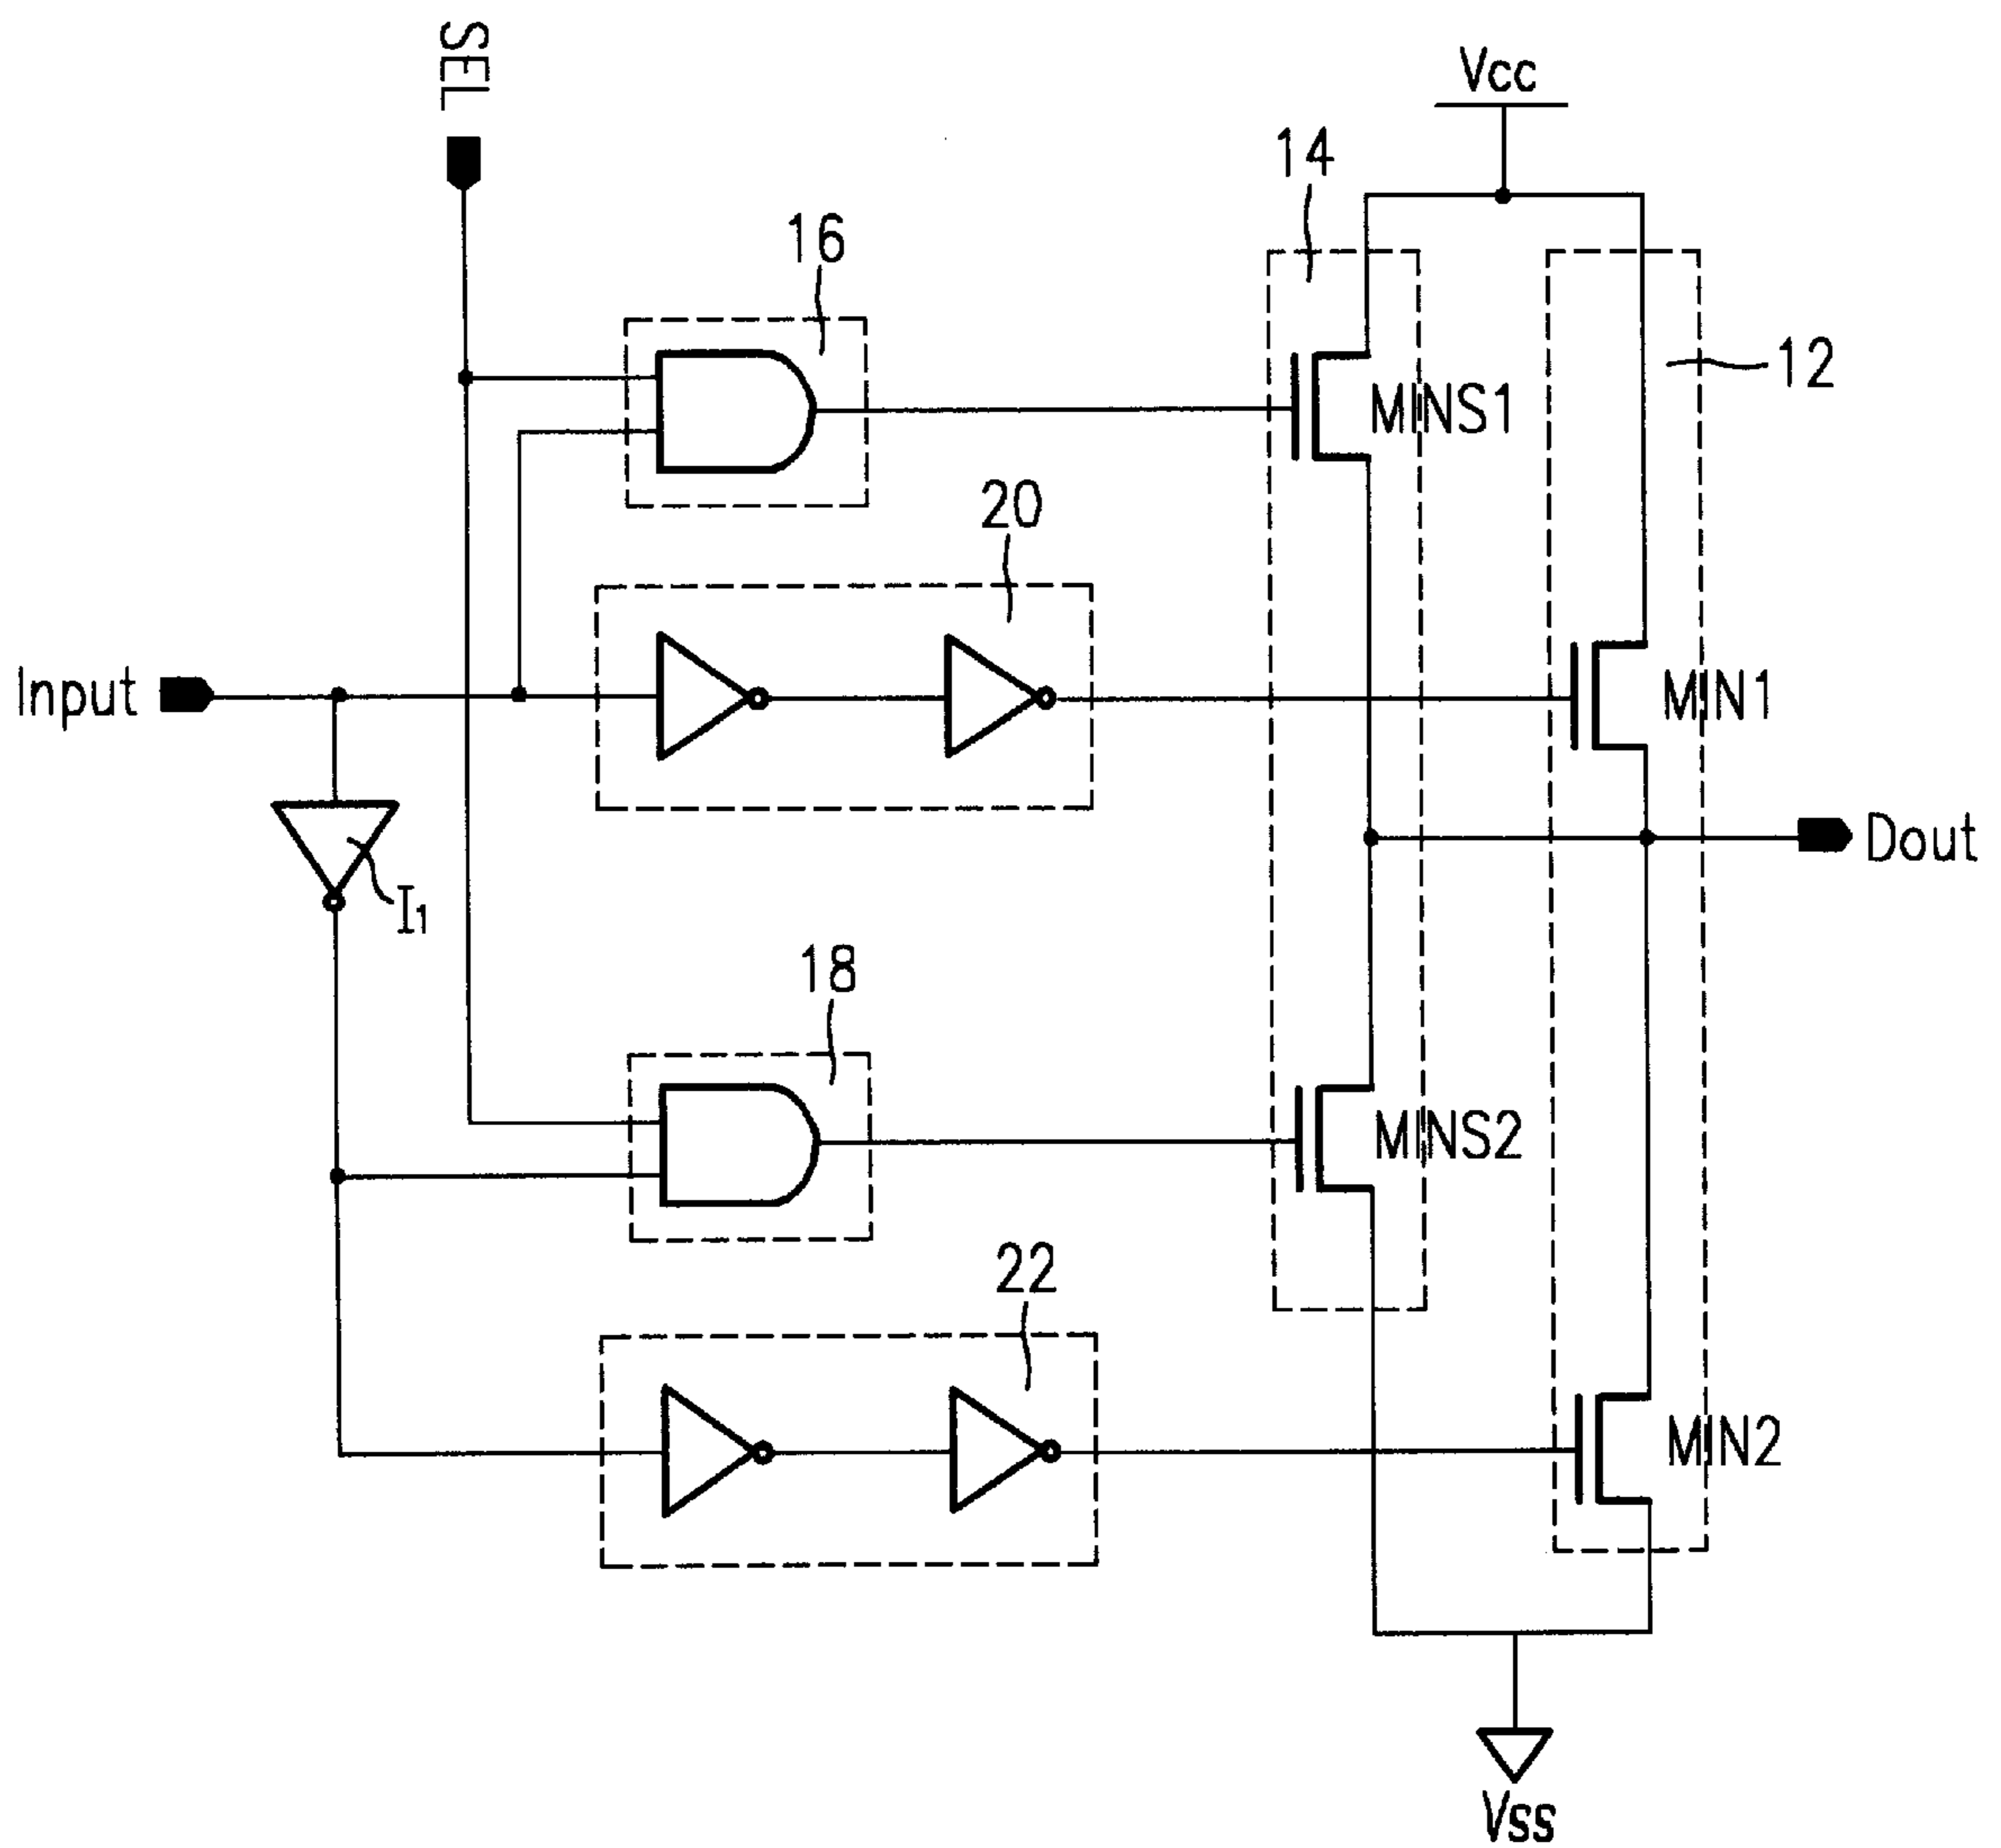 SEL
Vcc
14
16
12
MINS1
20
Input
MIN1
Dout
I1
18
MINS2
22
MIN2
Vss